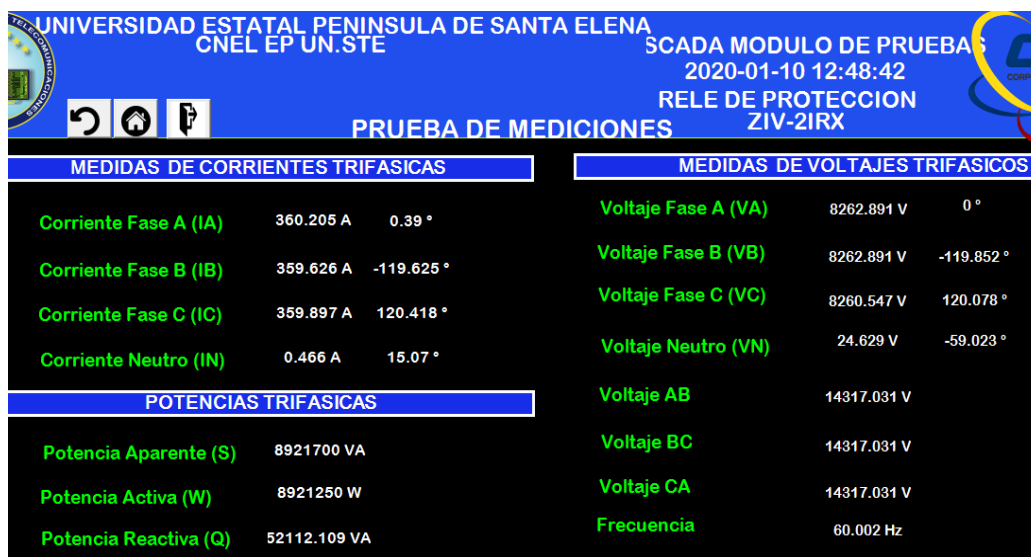 UNIVERSIDAD ESTATAL PENINSULA DE SANTA ELENA
CNEL EP UN.STE
SCADA MODULO DE PRUEBAS
2020-01-10 12:48:42
RELE DE PROTECCION
ZIV-2IRX
PRUEBA DE MEDICIONES
TELECOMUNICACIONES
MEDIDAS DE CORRIENTES TRIFASICAS
Corriente Fase A (IA) 360.205 A 0.39 °
Corriente Fase B (IB) 359.626 A -119.625 °
Corriente Fase C (IC) 359.897 A 120.418 °
Corriente Neutro (IN) 0.466 A 15.07 °
POTENCIAS TRIFASICAS
Potencia Aparente (S) 8921700 VA
Potencia Activa (W) 8921250 W
Potencia Reactiva (Q) 52112.109 VA
MEDIDAS DE VOLTAJES TRIFASICOS
Voltaje Fase A (VA) 8262.891 V 0 °
Voltaje Fase B (VB) 8262.891 V -119.852 °
Voltaje Fase C (VC) 8260.547 V 120.078 °
Voltaje Neutro (VN) 24.629 V -59.023 °
Voltaje AB 14317.031 V
Voltaje BC 14317.031 V
Voltaje CA 14317.031 V
Frecuencia 60.002 Hz